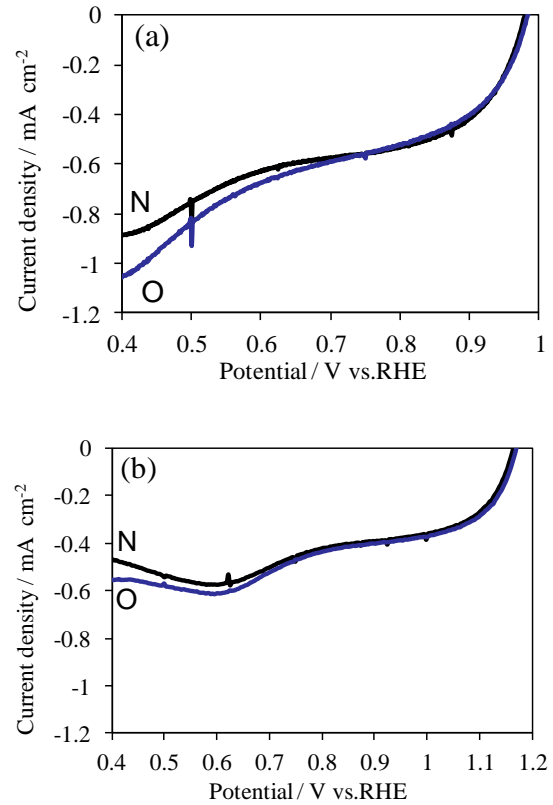 (a)
0
-0.2
-0.4
-0.6
-0.8
-1
-1.2
Current density / mA cm-2
N
O
0.4 0.5 0.6 0.7 0.8 0.9 1
Potential / V vs.RHE
(b)
0
-0.2
-0.4
-0.6
-0.8
-1
-1.2
Current density / mA cm-2
N
O
0.4 0.5 0.6 0.7 0.8 0.9 1 1.1 1.2
Potential / V vs.RHE